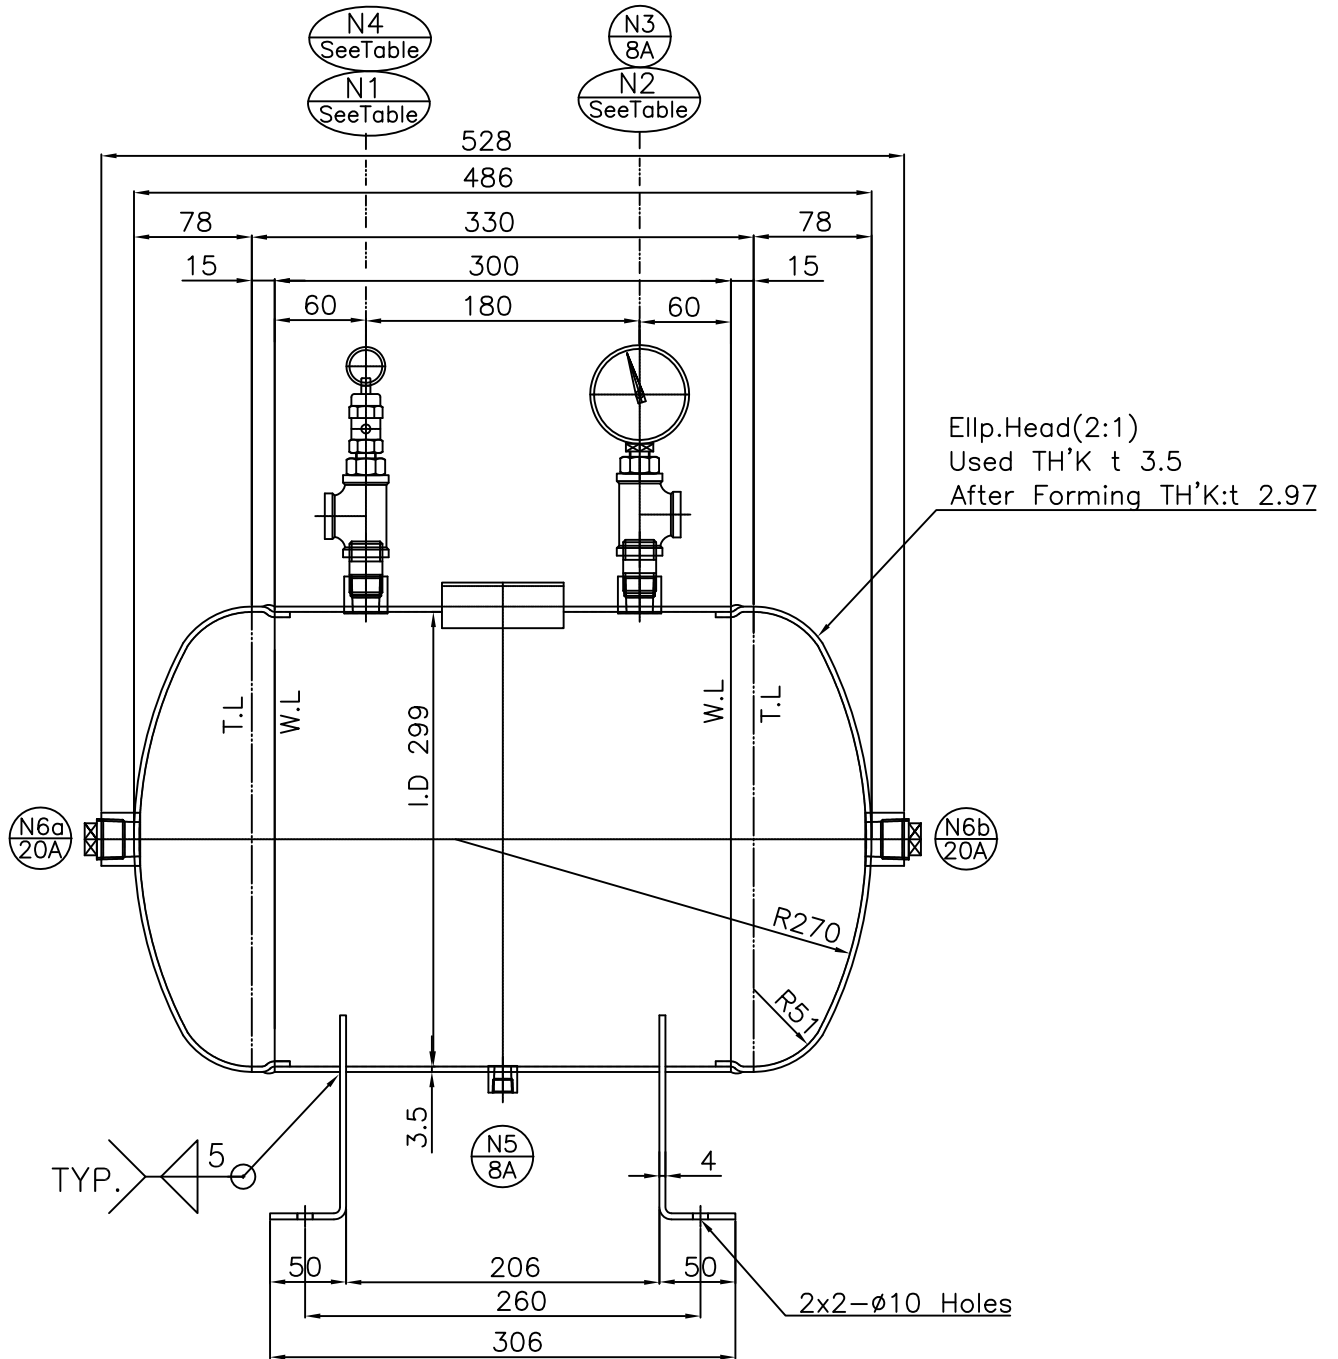 N4
SeeTable
N1
SeeTable
N3
8A
N2
SeeTable
528
486
78
330
78
15
300
15
60
180
60
Ellp.Head(2:1)
Used TH'K t 3.5
After Forming TH'K:t 2.97
T.L
W.L
I.D 299
W.L
T.L
N6a
20A
N6b
20A
R270
R51
3.5
N5
8A
4
TYP.
5
50
206
50
260
2x2-ø10 Holes
306